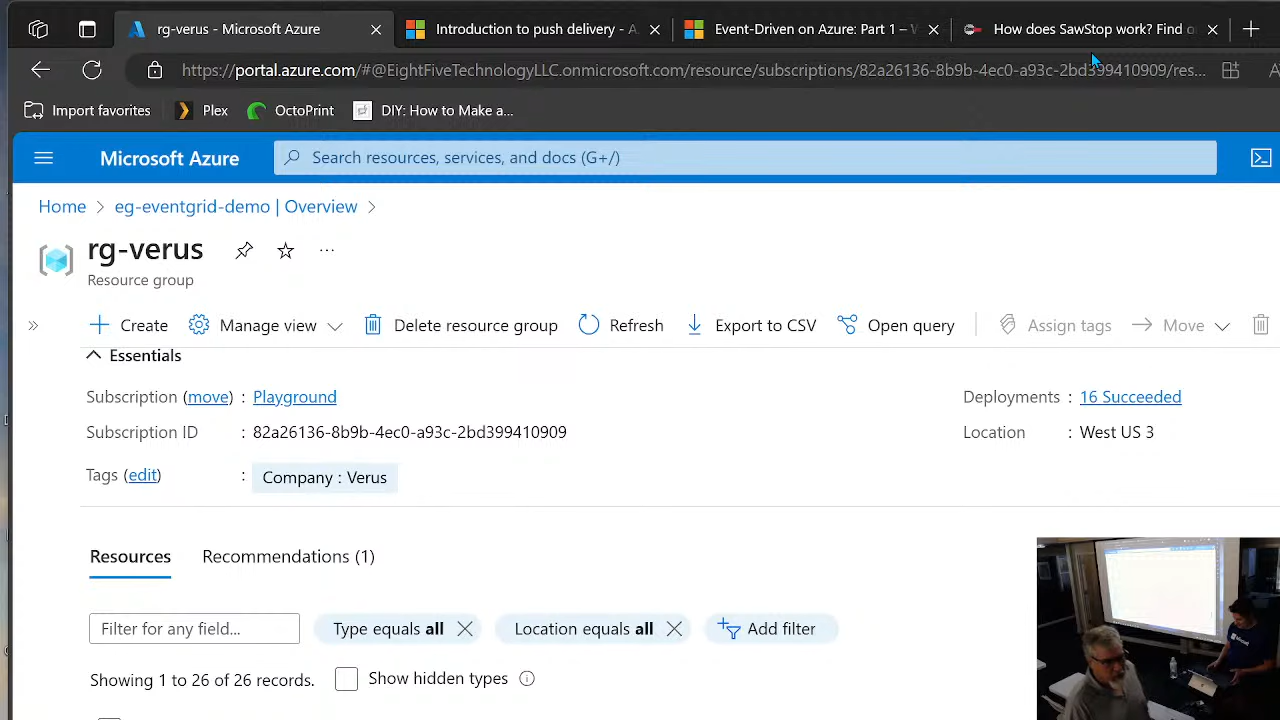 rg-verus - Microsoft Azure
Introduction to push delivery - A
Event-Driven on Azure: Part 1 – W
How does SawStop work? Find o
https://portal.azure.com/#@EightFiveTechnologyLLC.onmicrosoft.com/resource/subscriptions/82a26136-8b9b-4ec0-a93c-2bd399410909/res...
Import favorites
Plex
OctoPrint
DIY: How to Make a...
Microsoft Azure
Search resources, services, and docs (G+/)
Home > eg-eventgrid-demo | Overview >
rg-verus
...
Resource group
Create
Manage view
Delete resource group
Refresh
Export to CSV
Open query
Assign tags
Move
Essentials
Subscription (move) : Playground
Deployments : 16 Succeeded
Subscription ID : 82a26136-8b9b-4ec0-a93c-2bd399410909
Location : West US 3
Tags (edit) : Company : Verus
Resources
Recommendations (1)
Filter for any field...
Type equals all
Location equals all
Add filter
Showing 1 to 26 of 26 records.
Show hidden types